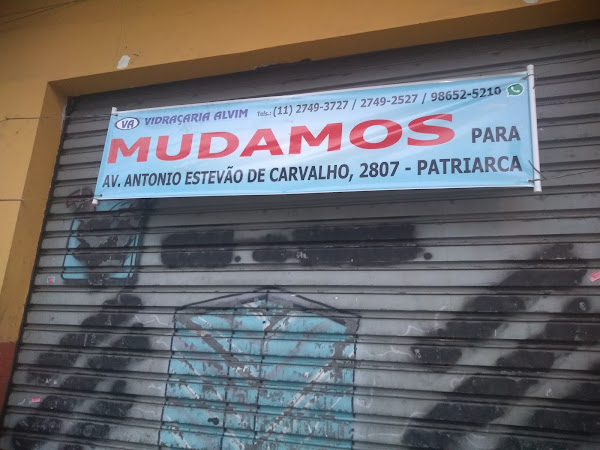 VA VIDRAÇARIA ALVIM Tels.: (11) 2749-3727 / 2749-2527 / 98652-5210
MUDAMOS PARA
AV. ANTONIO ESTEVÃO DE CARVALHO, 2807 - PATRIARCA